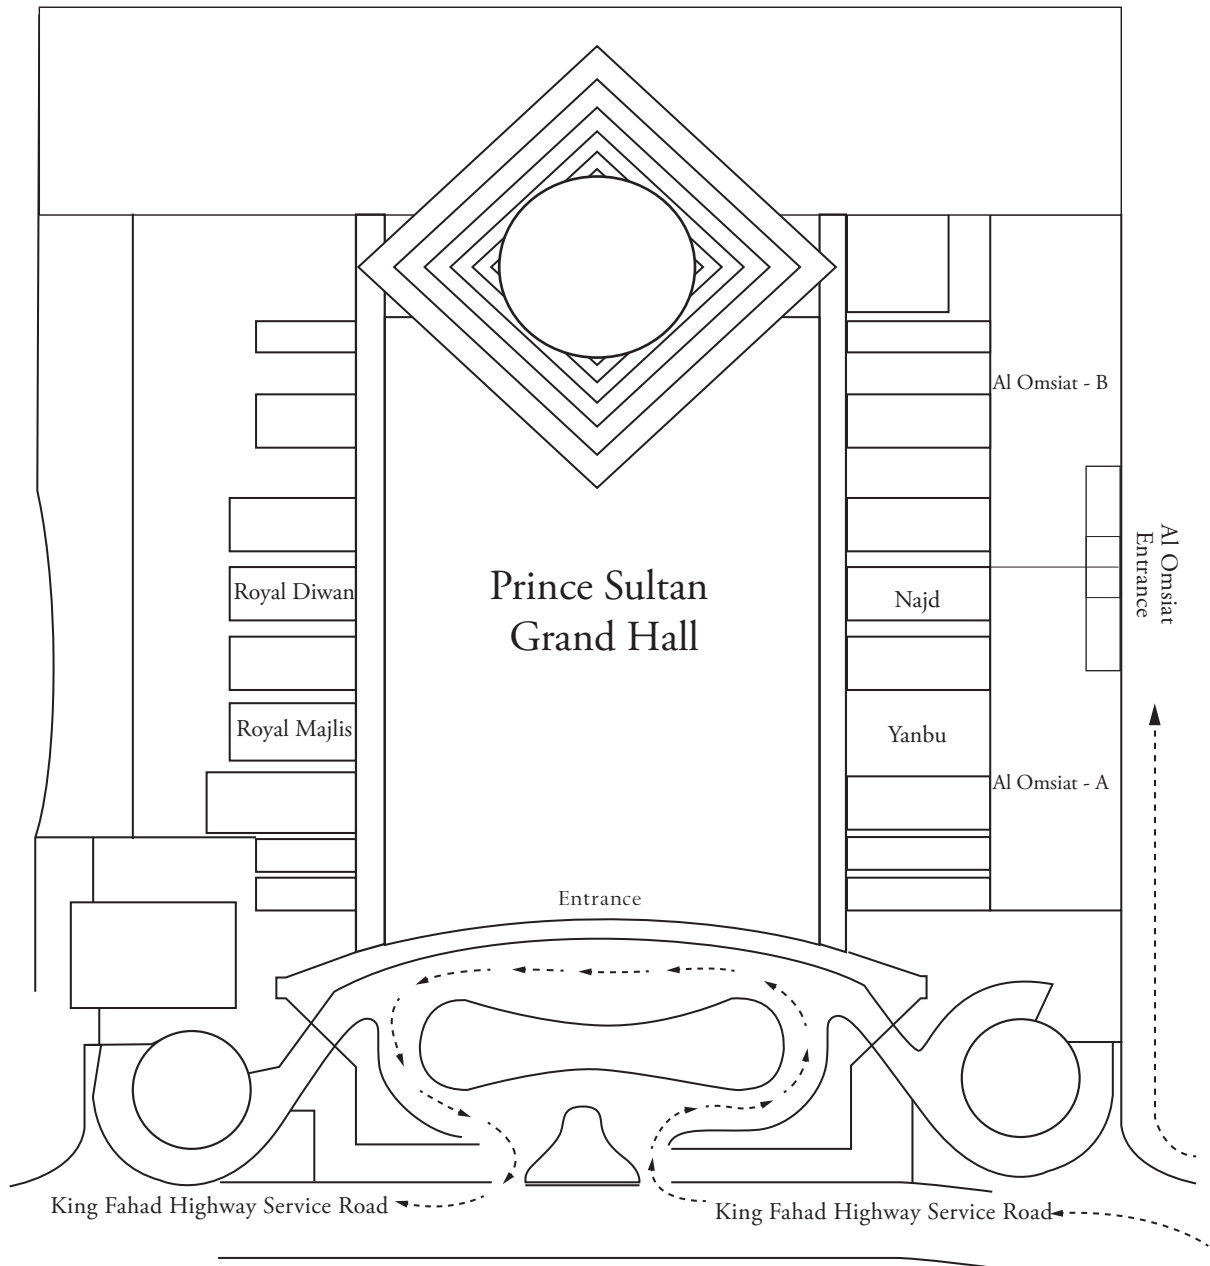 Al Omsiat - B
Al Omsiat
Entrance
Royal Diwan
Prince Sultan
Grand Hall
Najd
Royal Majlis
Yanbu
Al Omsiat - A
Entrance
King Fahad Highway Service Road
King Fahad Highway Service Road